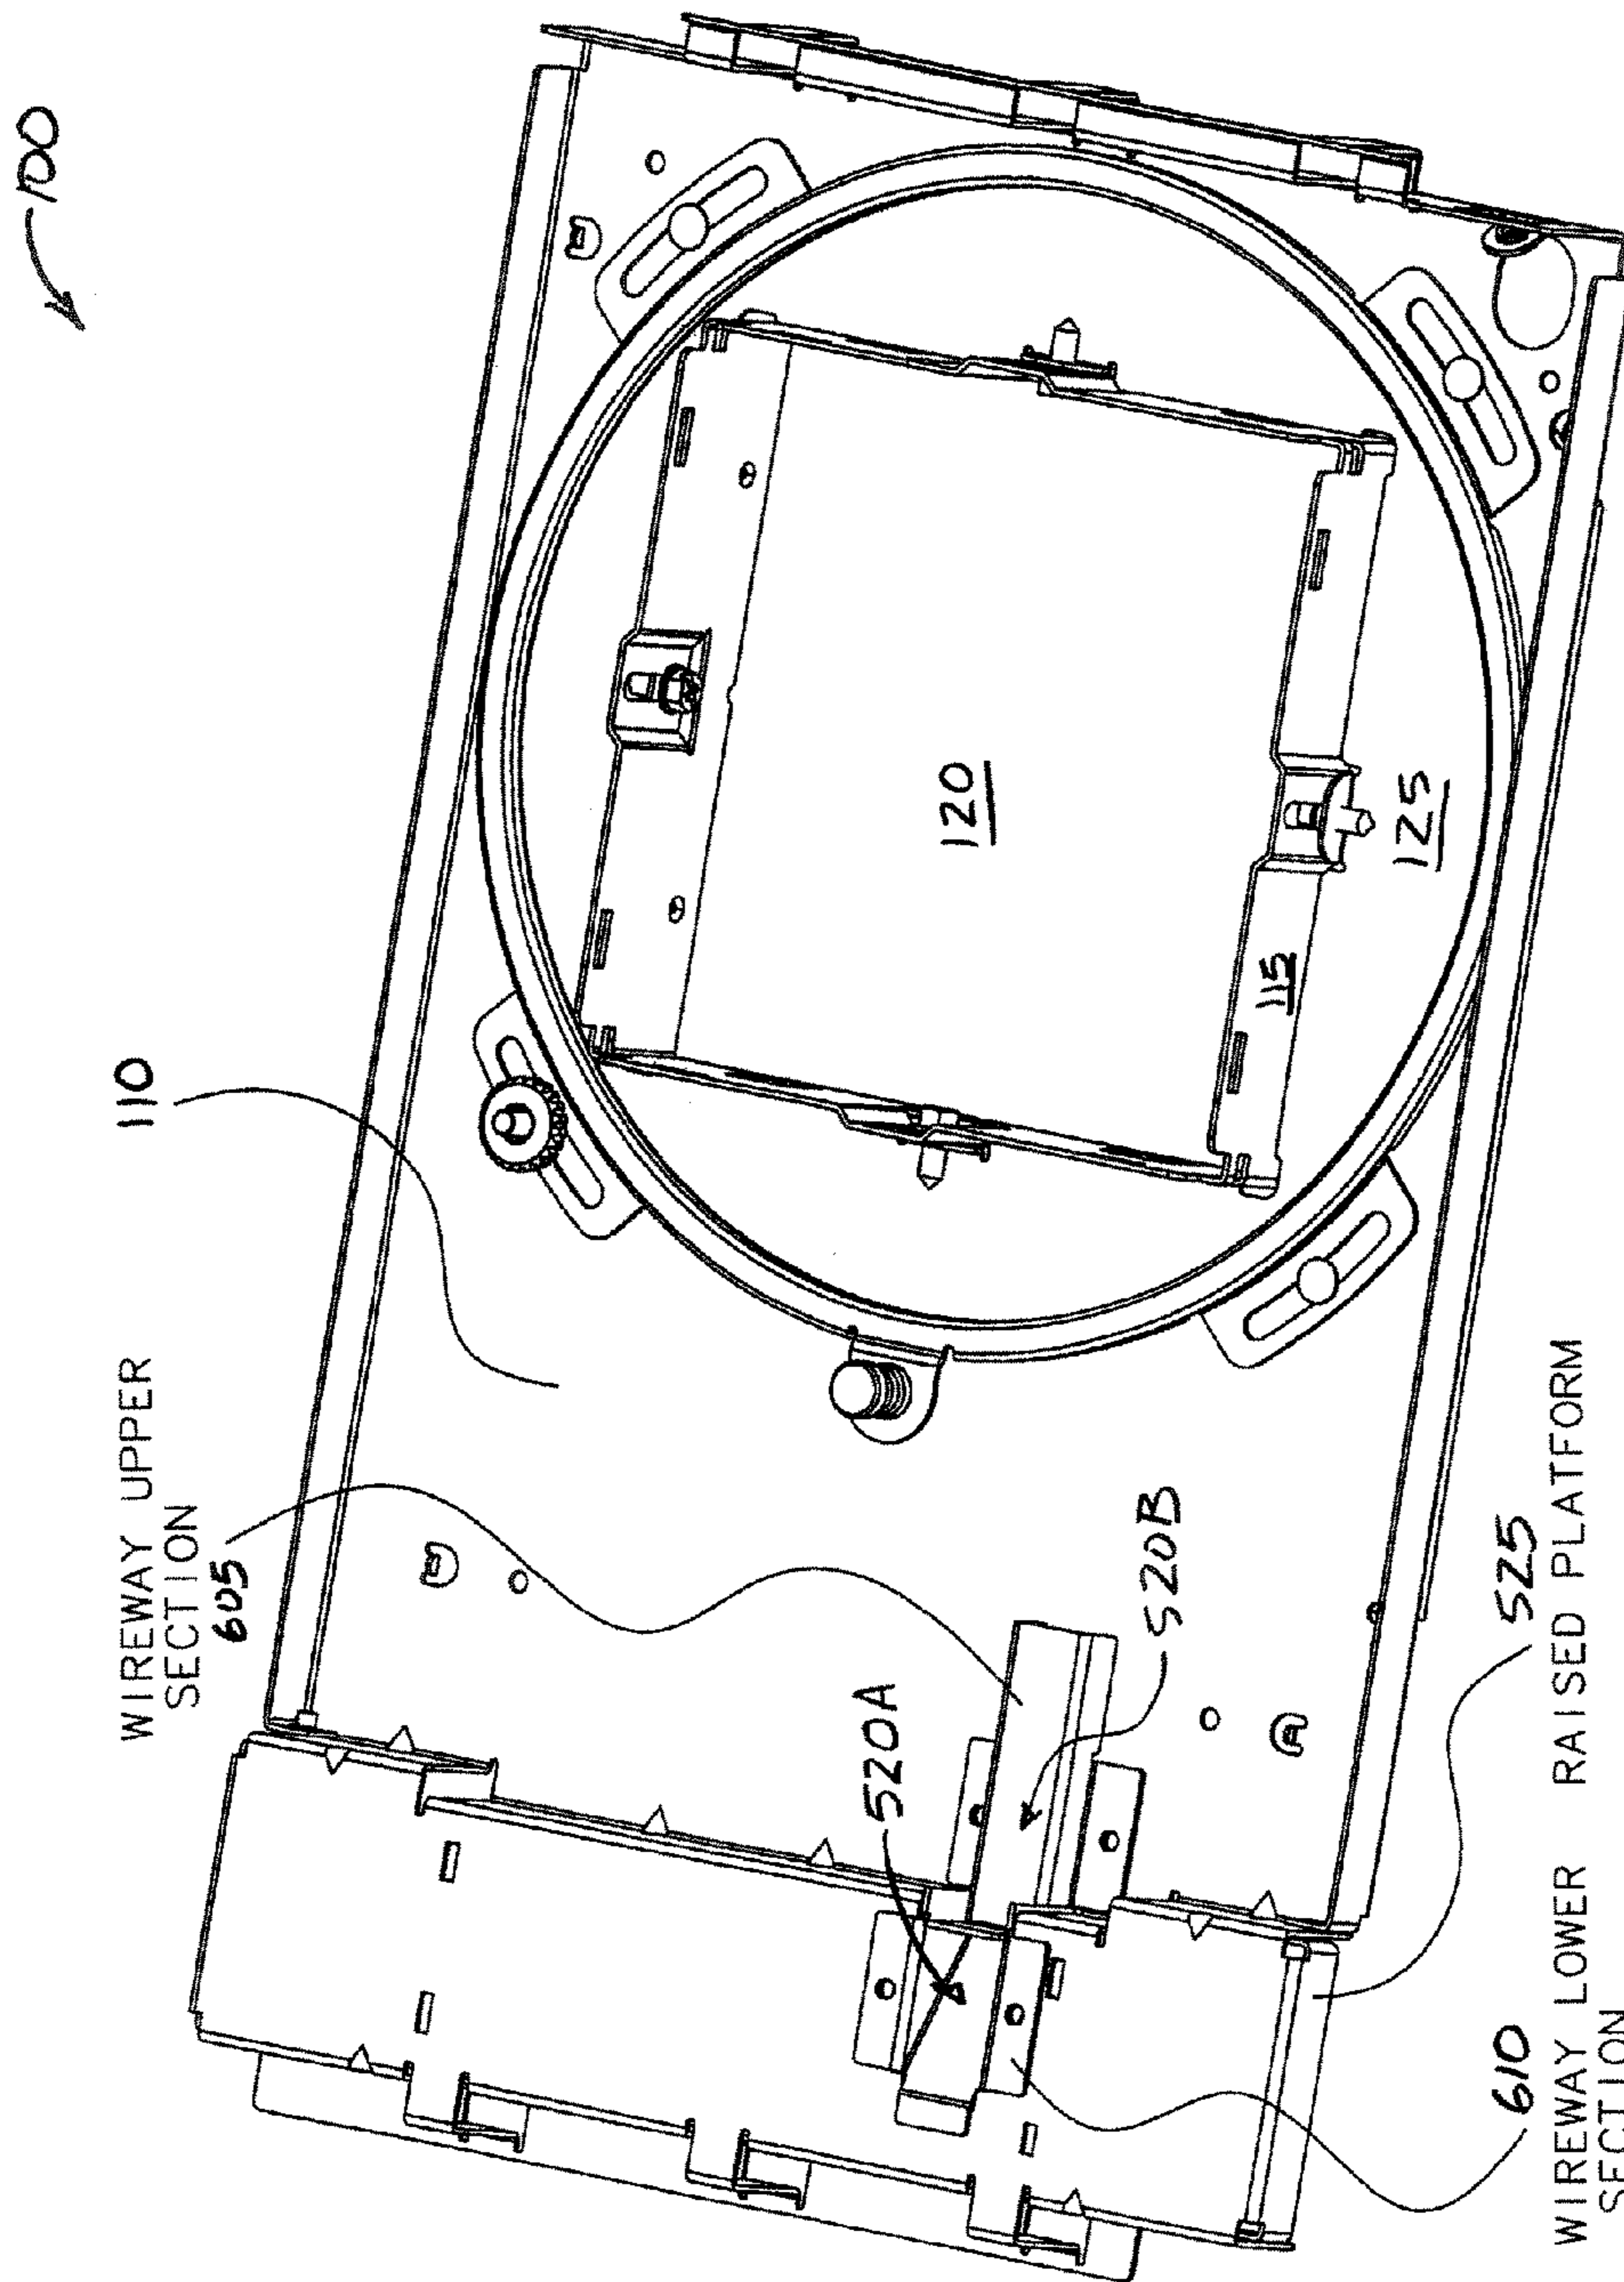 100
110
WIREWAY UPPER
SECTION
605
120
125
115
520A
520B
525
RAISED PLATFORM
610
WIREWAY LOWER
SECTION